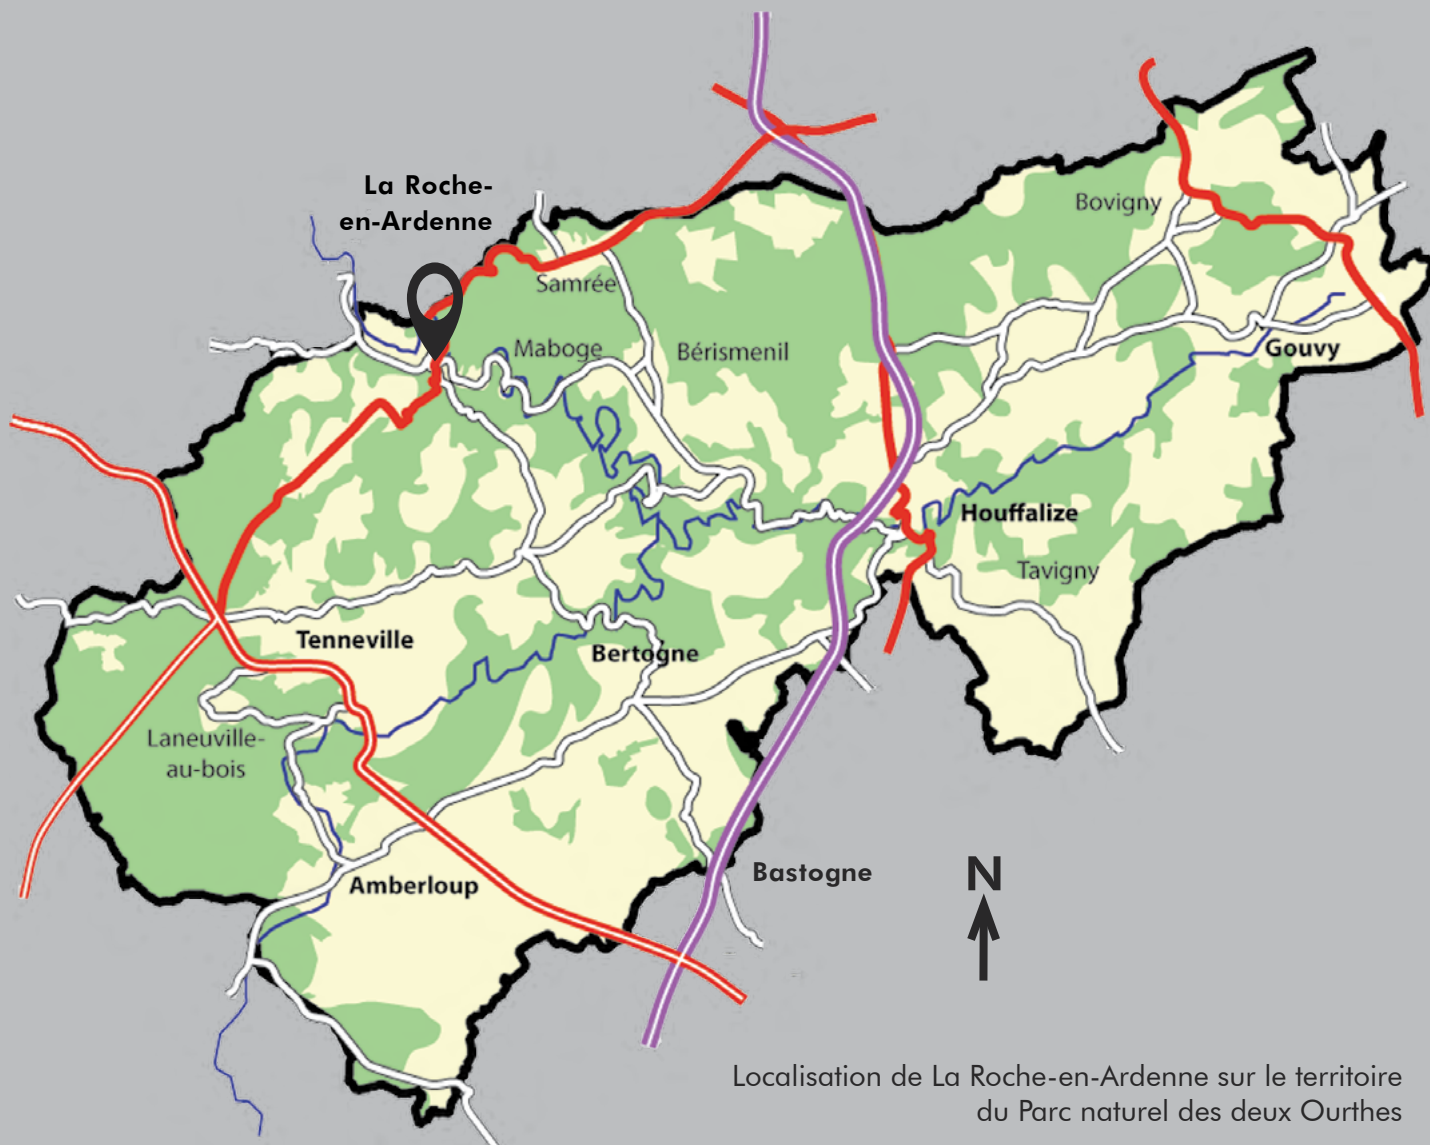 La Roche-
en-Ardenne
Bovigny
Samrée
Maboge
Bérismenil
Gouvy
Houffalize
Tavigny
Tenneville
Bertogne
Laneuville-
au-bois
Bastogne
Amberloup
N
Localisation de La Roche-en-Ardenne sur le territoire
du Parc naturel des deux Ourthes